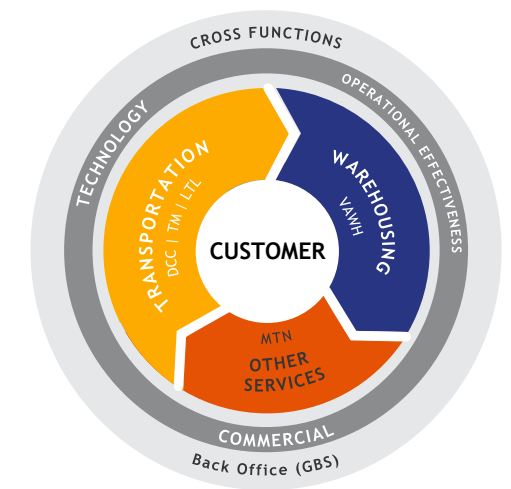 CROSS FUNCTIONS
OPERATIONAL EFFECTIVENESS
TECHNOLOGY
TRANSPORTATION
DCC | TM | LTL
WAREHOUSING
VAWH
CUSTOMER
MTN
OTHER
SERVICES
COMMERCIAL
Back Office (GBS)